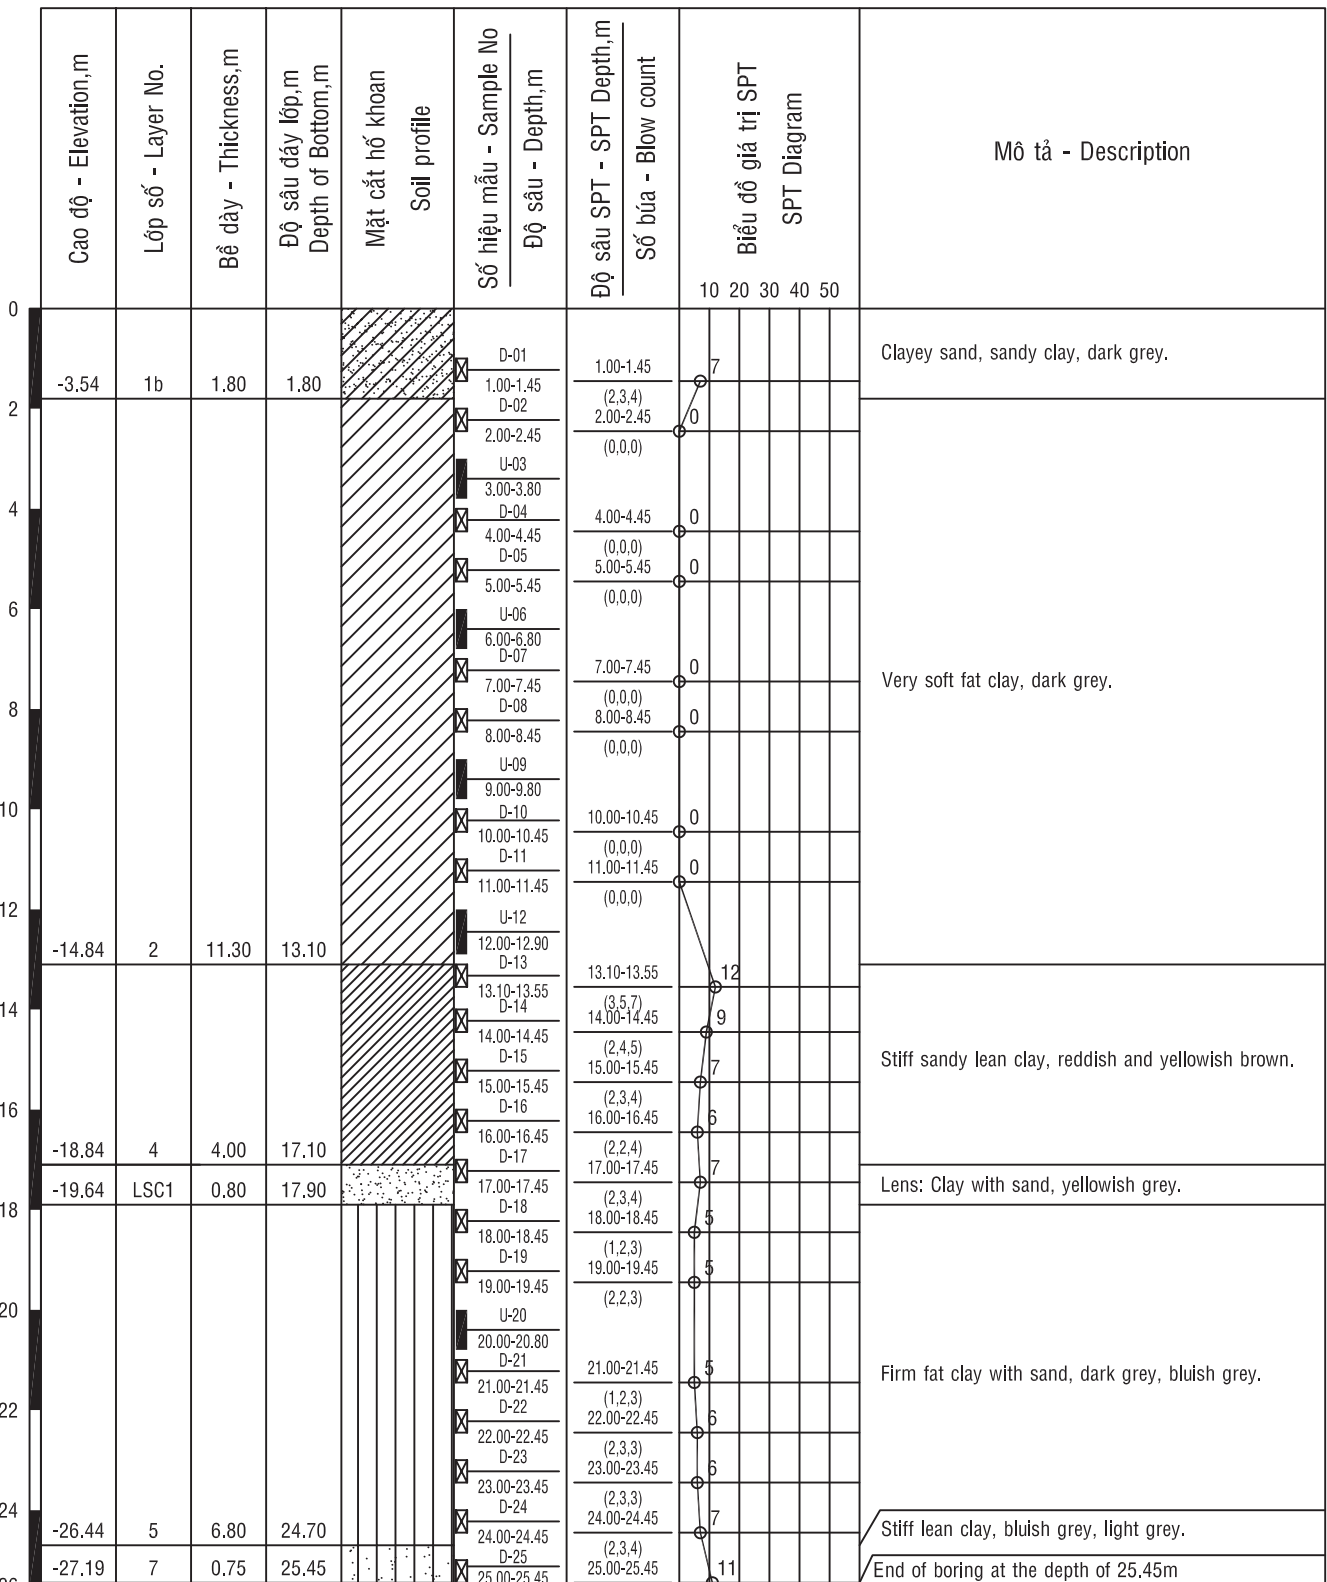 Cao độ - Elevation,m
Lớp số - Layer No.
Bề dày - Thickness,m
Độ sâu đáy lớp,m
Depth of Bottom,m
Mặt cắt hố khoan
Soil profile
Số hiệu mẫu - Sample No
Độ sâu - Depth,m
Độ sâu SPT - SPT Depth,m
Số búa - Blow count
Biểu đồ giá trị SPT
SPT Diagram
10 20 30 40 50
Mô tả - Description
0
2
4
6
8
10
12
14
16
18
20
22
24
26
-3.54 1b 1.80 1.80
-14.84 2 11.30 13.10
-18.84 4 4.00 17.10
-19.64 LSC1 0.80 17.90
-26.44 5 6.80 24.70
-27.19 7 0.75 25.45
D-01
1.00-1.45
D-02
2.00-2.45
U-03
3.00-3.80
D-04
4.00-4.45
D-05
5.00-5.45
U-06
6.00-6.80
D-07
7.00-7.45
D-08
8.00-8.45
U-09
9.00-9.80
D-10
10.00-10.45
D-11
11.00-11.45
U-12
12.00-12.90
D-13
13.10-13.55
D-14
14.00-14.45
D-15
15.00-15.45
D-16
16.00-16.45
D-17
17.00-17.45
D-18
18.00-18.45
D-19
19.00-19.45
U-20
20.00-20.80
D-21
21.00-21.45
D-22
22.00-22.45
D-23
23.00-23.45
D-24
24.00-24.45
D-25
25.00-25.45
1.00-1.45
(2,3,4)
2.00-2.45
(0,0,0)
4.00-4.45
(0,0,0)
5.00-5.45
(0,0,0)
7.00-7.45
(0,0,0)
8.00-8.45
(0,0,0)
10.00-10.45
(0,0,0)
11.00-11.45
(0,0,0)
13.10-13.55
(3,5,7)
14.00-14.45
(2,4,5)
15.00-15.45
(2,3,4)
16.00-16.45
(2,2,4)
17.00-17.45
(2,3,4)
18.00-18.45
(1,2,3)
19.00-19.45
(2,2,3)
21.00-21.45
(1,2,3)
22.00-22.45
(2,3,3)
23.00-23.45
(2,3,3)
24.00-24.45
(2,3,4)
25.00-25.45
7
0
0
0
0
0
0
0
12
9
7
6
7
5
5
5
6
6
7
11
Clayey sand, sandy clay, dark grey.
Very soft fat clay, dark grey.
Stiff sandy lean clay, reddish and yellowish brown.
Lens: Clay with sand, yellowish grey.
Firm fat clay with sand, dark grey, bluish grey.
Stiff lean clay, bluish grey, light grey.
End of boring at the depth of 25.45m